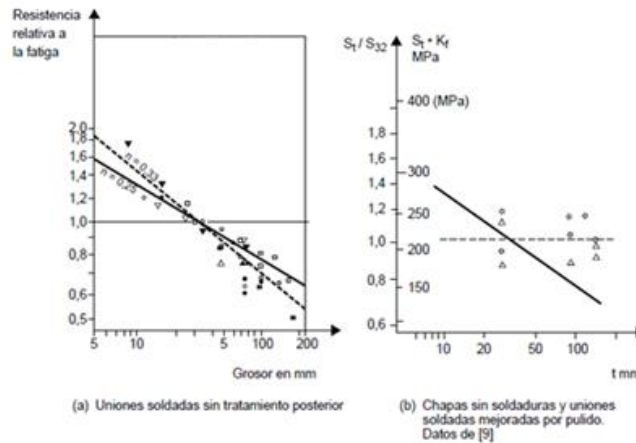 Resistencia
relativa a
la fatiga
2,0
1,8
1,6
1,4
1,2
1,0
0,8
0,6
0,5
n = 0,33
n = 0,25
5
10
20
50
100
200
Grosor en mm
(a) Uniones soldadas sin tratamiento posterior
St / S32
St • Kf
MPa
400 (MPa)
1,8
1,6
1,4
300
1,2
250
1,0
200
0,8
150
0,6
10
20
50
100
t mm
(b) Chapas sin soldaduras y uniones
soldadas mejoradas por pulido.
Datos de [9]